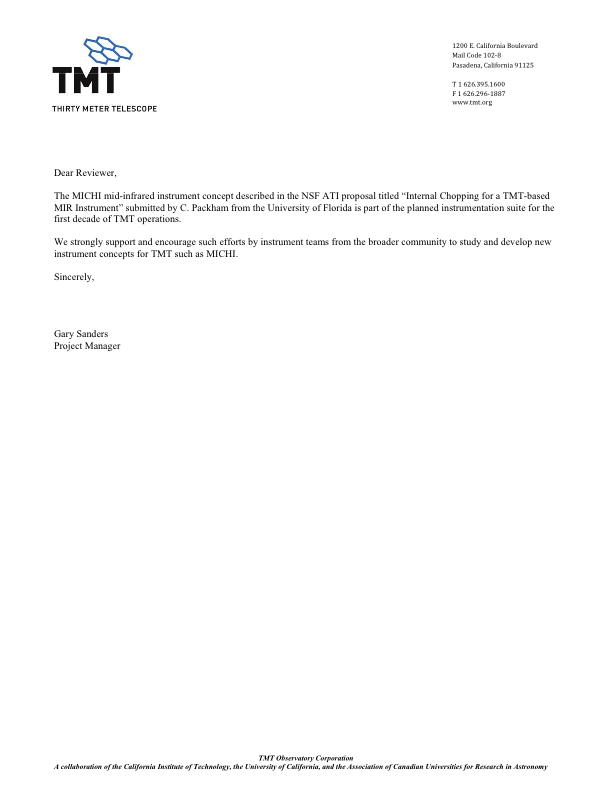 TMT
THIRTY METER TELESCOPE
1200 E. California Boulevard
Mail Code 102-8
Pasadena, California 91125
T 1 626.395.1600
F 1 626.296-1887
www.tmt.org
Dear Reviewer,
The MICHI mid-infrared instrument concept described in the NSF ATI proposal titled “Internal Chopping for a TMT-based
MIR Instrument” submitted by C. Packham from the University of Florida is part of the planned instrumentation suite for the
first decade of TMT operations.
We strongly support and encourage such efforts by instrument teams from the broader community to study and develop new
instrument concepts for TMT such as MICHI.
Sincerely,
Gary Sanders
Project Manager
TMT Observatory Corporation
A collaboration of the California Institute of Technology, the University of California, and the Association of Canadian Universities for Research in Astronomy